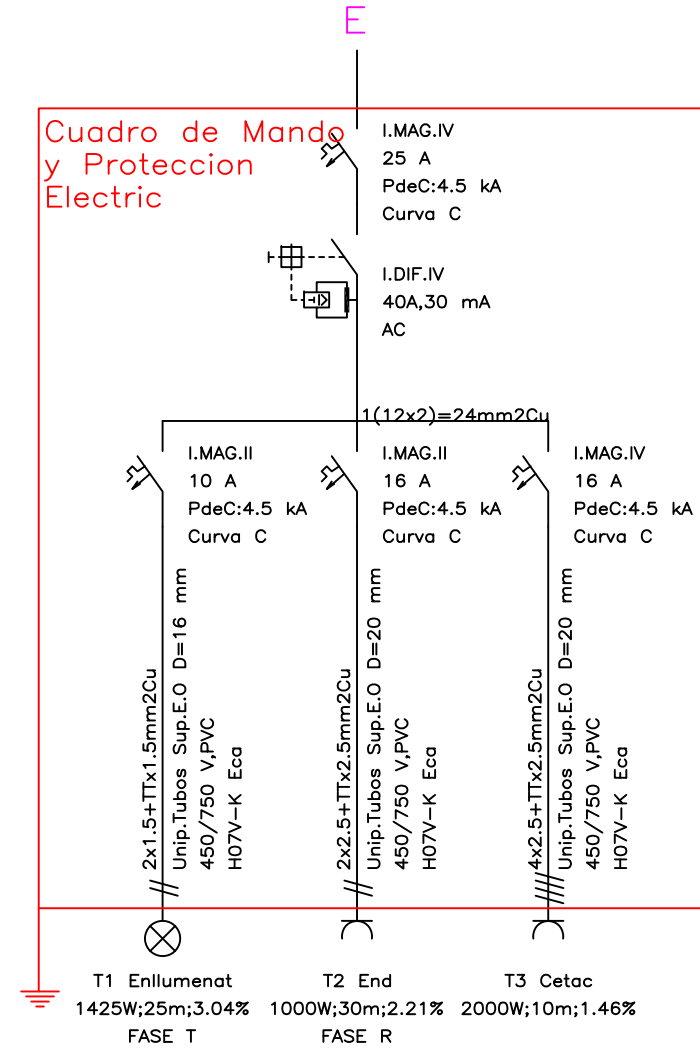 E
Cuadro de Mando
y Proteccion
Electric
I.MAG.IV
25 A
PdeC:4.5 kA
Curva C
I.DIF.IV
40A,30 mA
AC
1(12x2)=24mm2Cu
I.MAG.II
10 A
PdeC:4.5 kA
Curva C
I.MAG.II
16 A
PdeC:4.5 kA
Curva C
I.MAG.IV
16 A
PdeC:4.5 kA
Curva C
2x1.5+TTx1.5mm2Cu
Unip.Tubos Sup.E.O D=16 mm
450/750 V,PVC
H07V-K Eca
2x2.5+TTx2.5mm2Cu
Unip.Tubos Sup.E.O D=20 mm
450/750 V,PVC
H07V-K Eca
4x2.5+TTx2.5mm2Cu
Unip.Tubos Sup.E.O D=20 mm
450/750 V,PVC
H07V-K Eca
T1 Enllumenat
1425W;25m;3.04%
FASE T
T2 End
1000W;30m;2.21%
FASE R
T3 Cetac
2000W;10m;1.46%